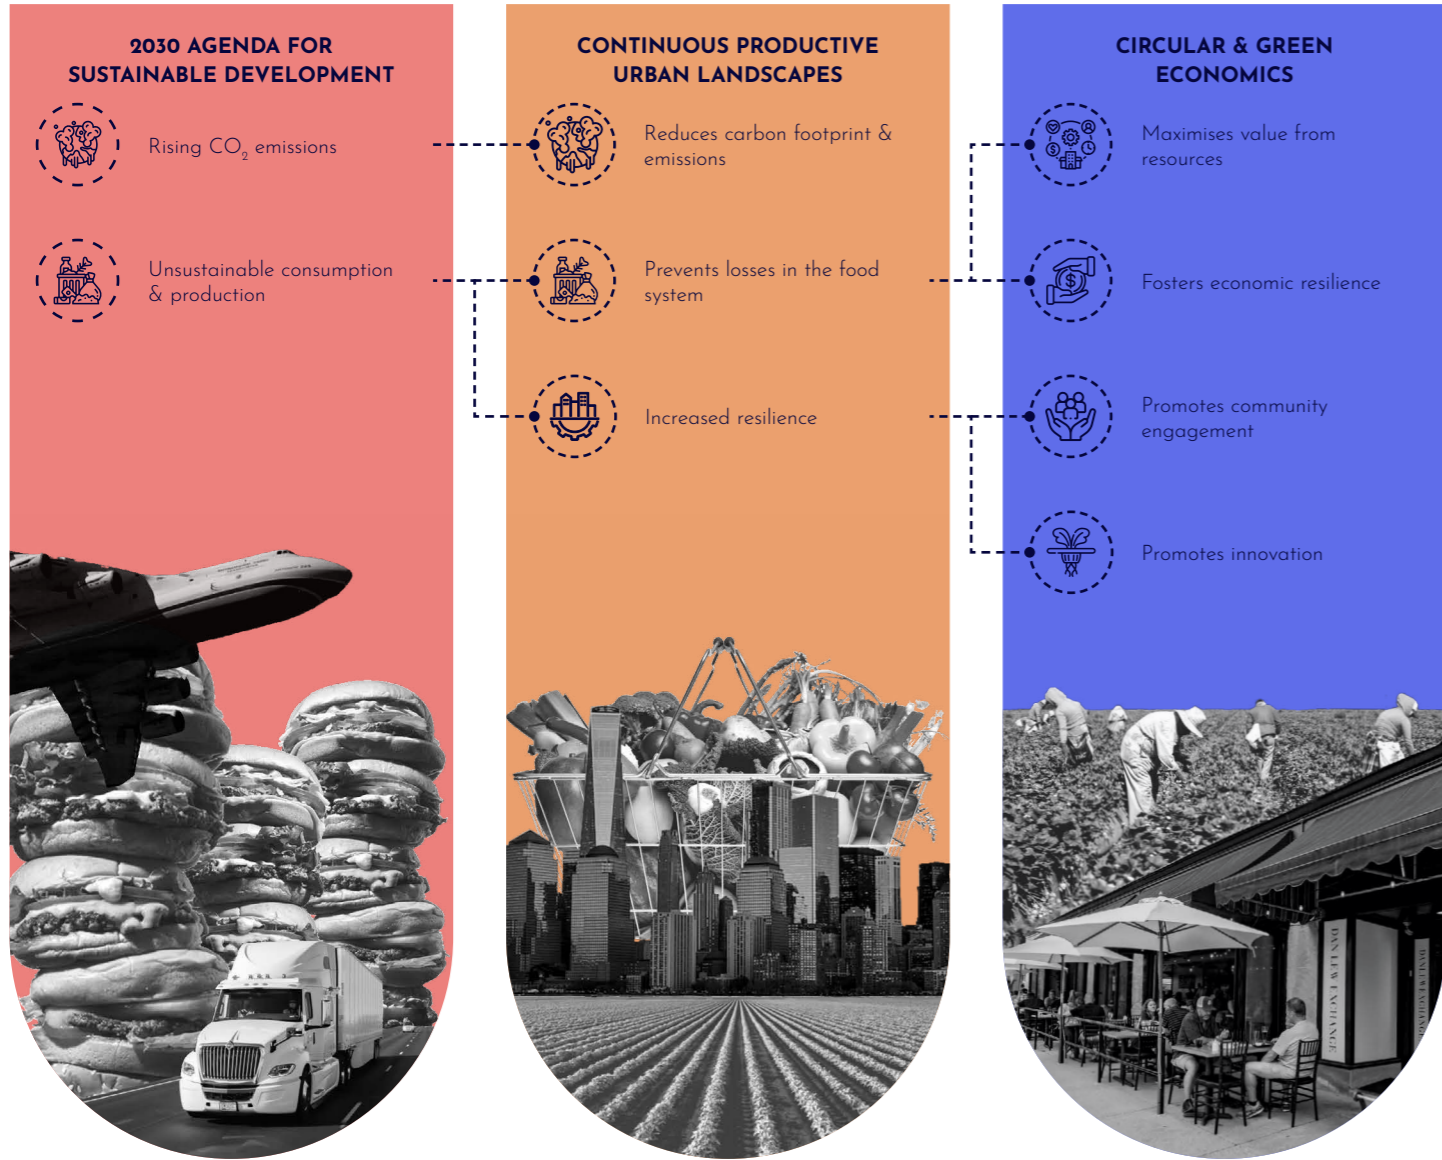 2030 AGENDA FOR
SUSTAINABLE DEVELOPMENT
Rising CO₂ emissions
Unsustainable consumption
& production
CONTINUOUS PRODUCTIVE
URBAN LANDSCAPES
Reduces carbon footprint &
emissions
Prevents losses in the food
system
Increased resilience
CIRCULAR & GREEN
ECONOMICS
Maximises value from
resources
Fosters economic resilience
Promotes community
engagement
Promotes innovation